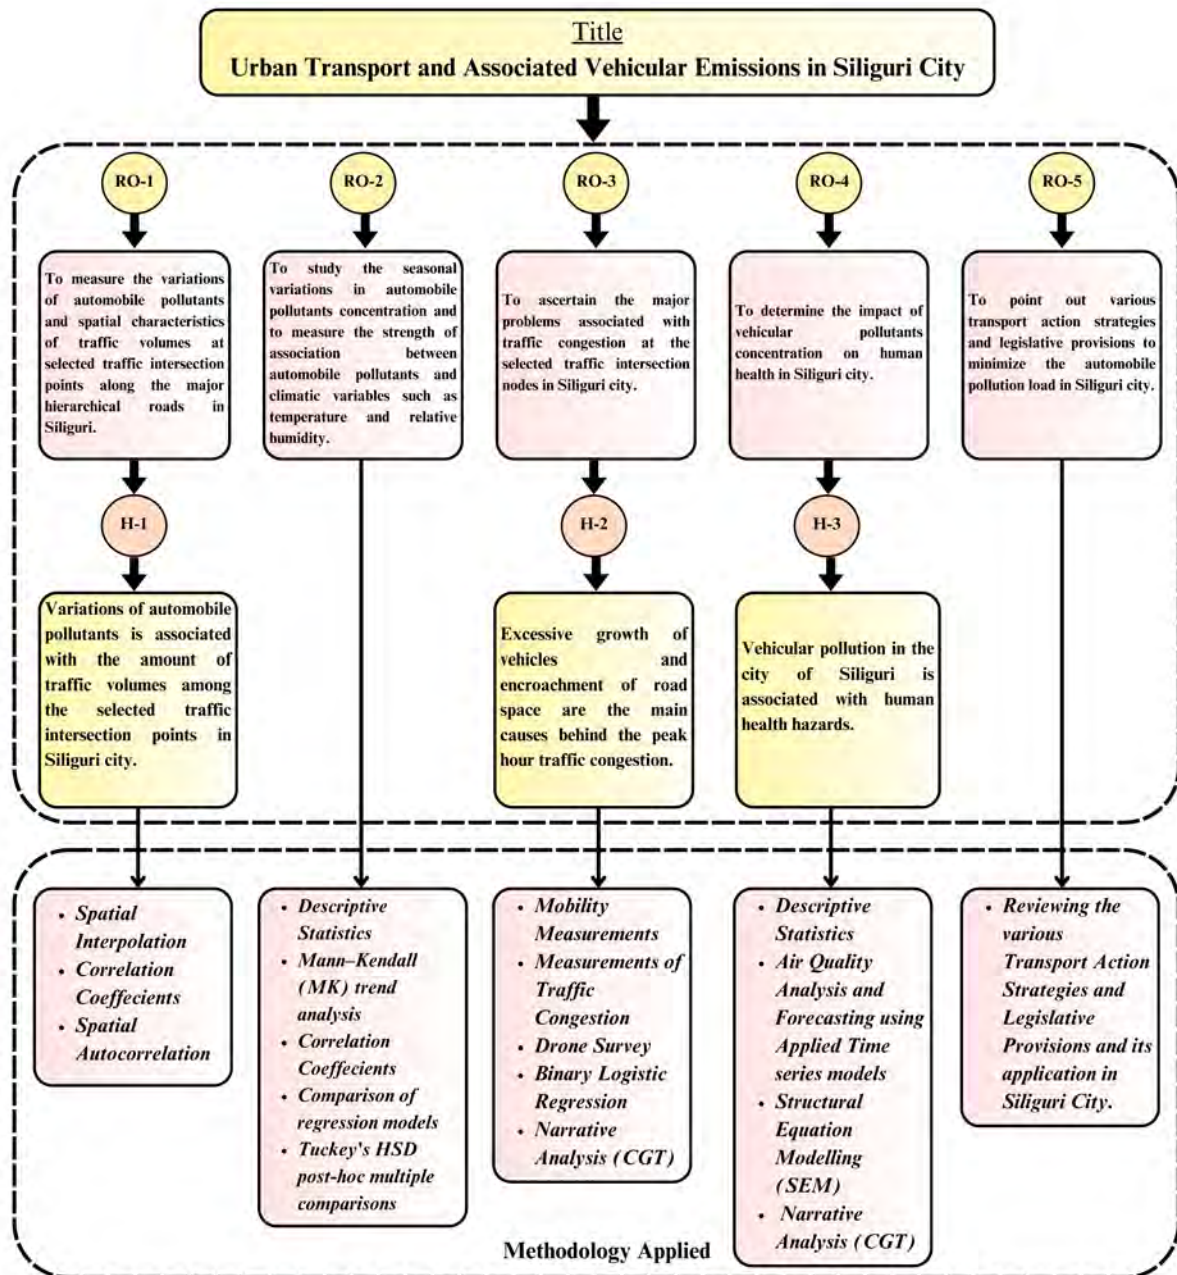 Title
Urban Transport and Associated Vehicular Emissions in Siliguri City
RO-1
RO-2
RO-3
RO-4
RO-5
To measure the variations
of automobile pollutants
and spatial characteristics
of traffic volumes at
selected traffic intersection
points along the major
hierarchical roads in
Siliguri.
To study the seasonal
variations in automobile
pollutants concentration and
to measure the strength of
association between
automobile pollutants and
climatic variables such as
temperature and relative
humidity.
To ascertain the major
problems associated with
traffic congestion at the
selected traffic intersection
nodes in Siliguri city.
To determine the impact of
vehicular pollutants
concentration on human
health in Siliguri city.
To point out various
transport action strategies
and legislative provisions to
minimize the automobile
pollution load in Siliguri city.
H-1
H-2
H-3
Variations of automobile
pollutants is associated
with the amount of
traffic volumes among
the selected traffic
intersection points in
Siliguri city.
Excessive growth of
vehicles and
encroachment of road
space are the main
causes behind the peak
hour traffic congestion.
Vehicular pollution in the
city of Siliguri is
associated with human
health hazards.
• Spatial
Interpolation
• Correlation
Coeffecients
• Spatial
Autocorrelation
• Descriptive
Statistics
• Mann–Kendall
(MK) trend
analysis
• Correlation
Coeffecients
• Comparison of
regression models
• Tuckey's HSD
post-hoc multiple
comparisons
• Mobility
Measurements
• Measurements of
Traffic
Congestion
• Drone Survey
• Binary Logistic
Regression
• Narrative
Analysis (CGT)
• Descriptive
Statistics
• Air Quality
Analysis and
Forecasting using
Applied Time
series models
• Structural
Equation
Modelling
(SEM)
• Narrative
Analysis (CGT)
• Reviewing the
various
Transport Action
Strategies and
Legislative
Provisions and its
application in
Siliguri City.
Methodology Applied